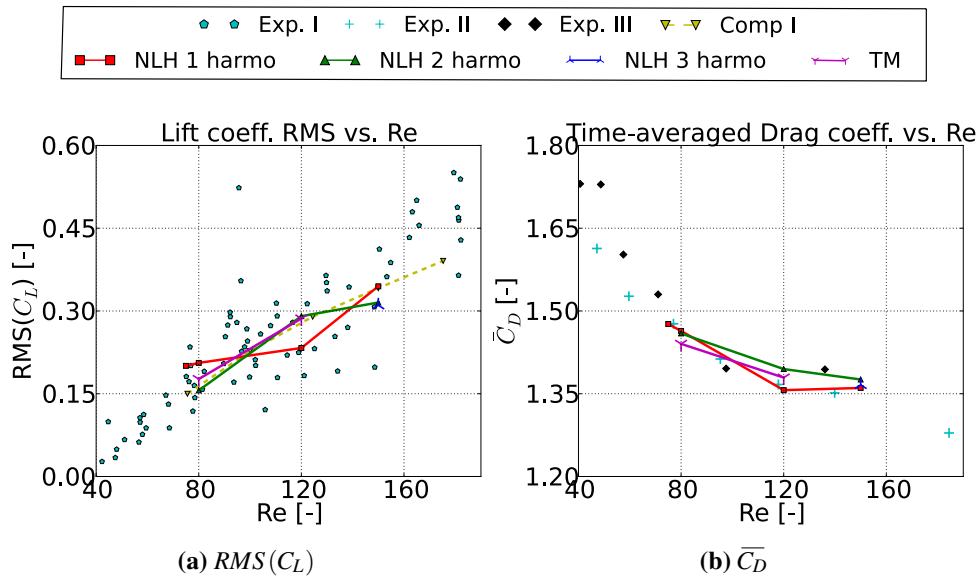 Exp. I Exp. II Exp. III Comp I
NLH 1 harmo NLH 2 harmo NLH 3 harmo TM
Lift coeff. RMS vs. Re
0.60
0.45
0.30
0.15
0.00
RMS(C_L) [-]
40 80 120 160
Re [-]
(a) RMS(C_L)
Time-averaged Drag coeff. vs. Re
1.80
1.65
1.50
1.35
1.20
C̅_D [-]
40 80 120 160
Re [-]
(b) C̅_D